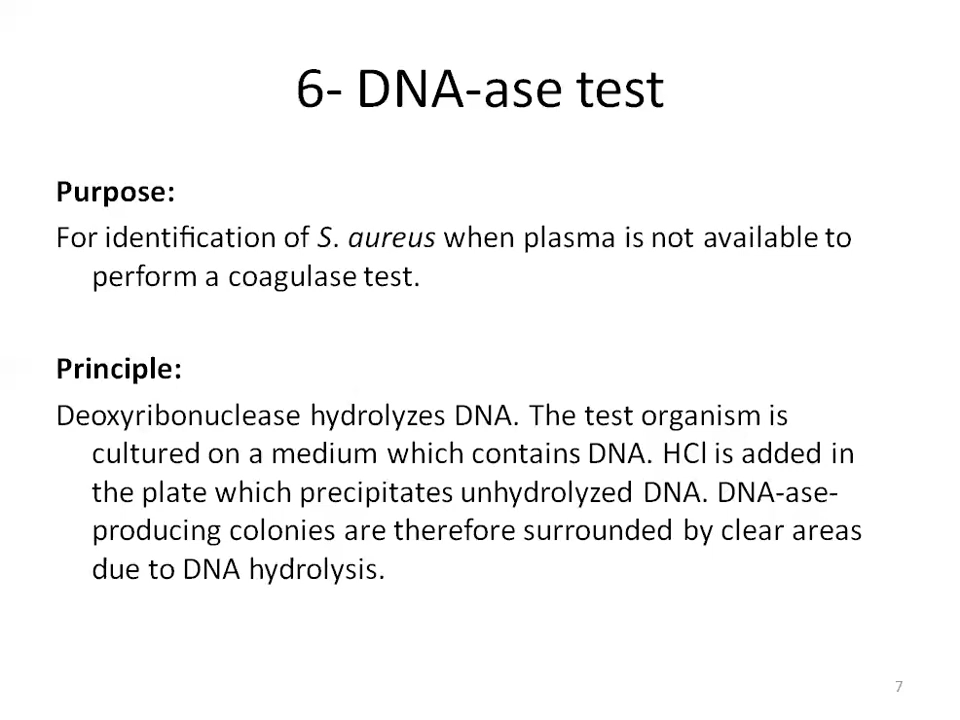 6- DNA-ase test
Purpose:
For identification of S. aureus when plasma is not available to
perform a coagulase test.
Principle:
Deoxyribonuclease hydrolyzes DNA. The test organism is
cultured on a medium which contains DNA. HCl is added in
the plate which precipitates unhydrolyzed DNA. DNA-ase-
producing colonies are therefore surrounded by clear areas
due to DNA hydrolysis.
7